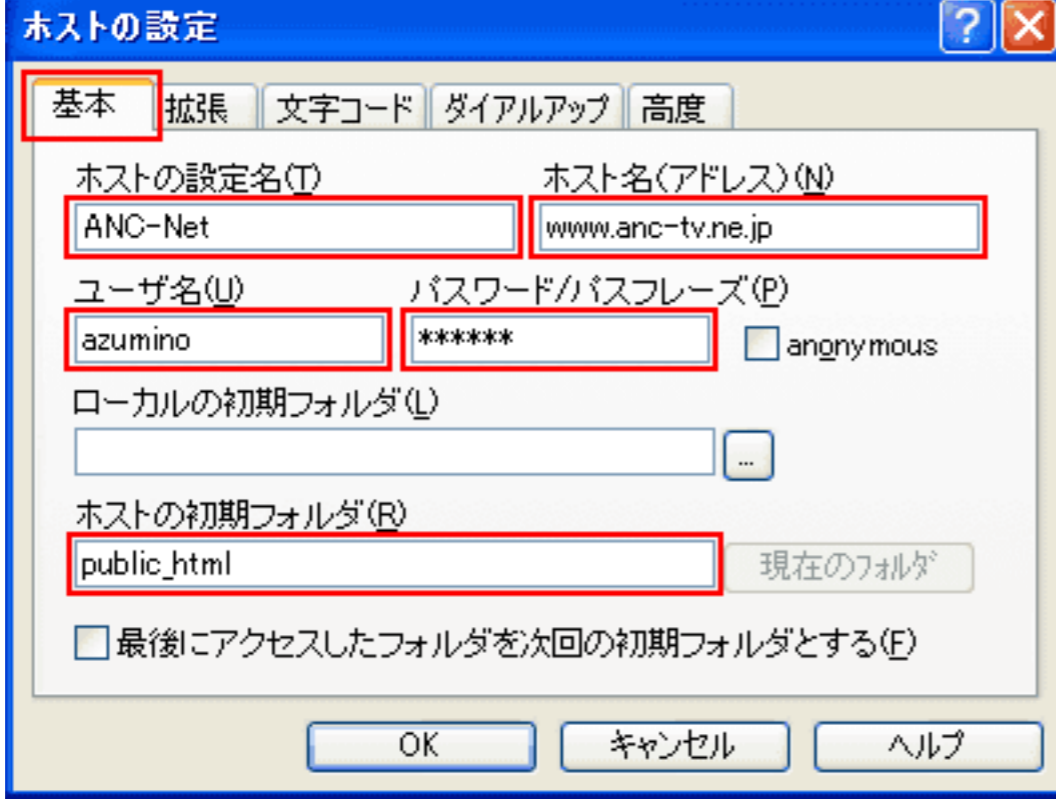 ホストの設定
基本 拡張 文字コード ダイアルアップ 高度
ホストの設定名(T) ホスト名(アドレス)(N)
ANC-Net www.anc-tv.ne.jp
ユーザ名(U) パスワード/パスフレーズ(P)
azumino ****** anonymous
ローカルの初期フォルダ(L)
...
ホストの初期フォルダ(R)
public_html 現在のフォルダ
最後にアクセスしたフォルダを次回の初期フォルダとする(F)
OK キャンセル ヘルプ